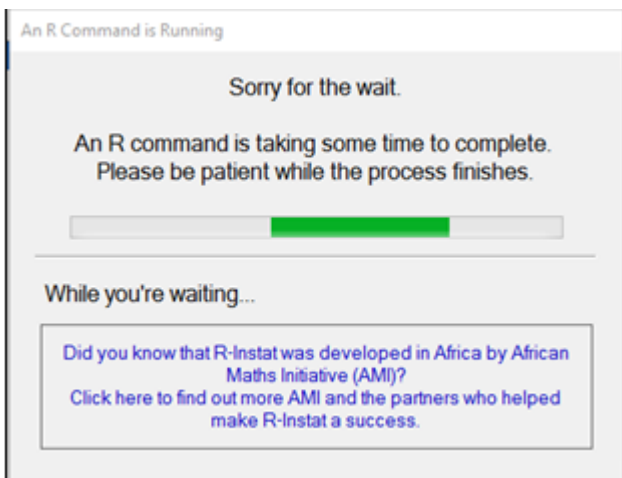 An R Command is Running
Sorry for the wait.
An R command is taking some time to complete.
Please be patient while the process finishes.
While you're waiting...
Did you know that R-Instat was developed in Africa by African
Maths Initiative (AMI)?
Click here to find out more AMI and the partners who helped
make R-Instat a success.